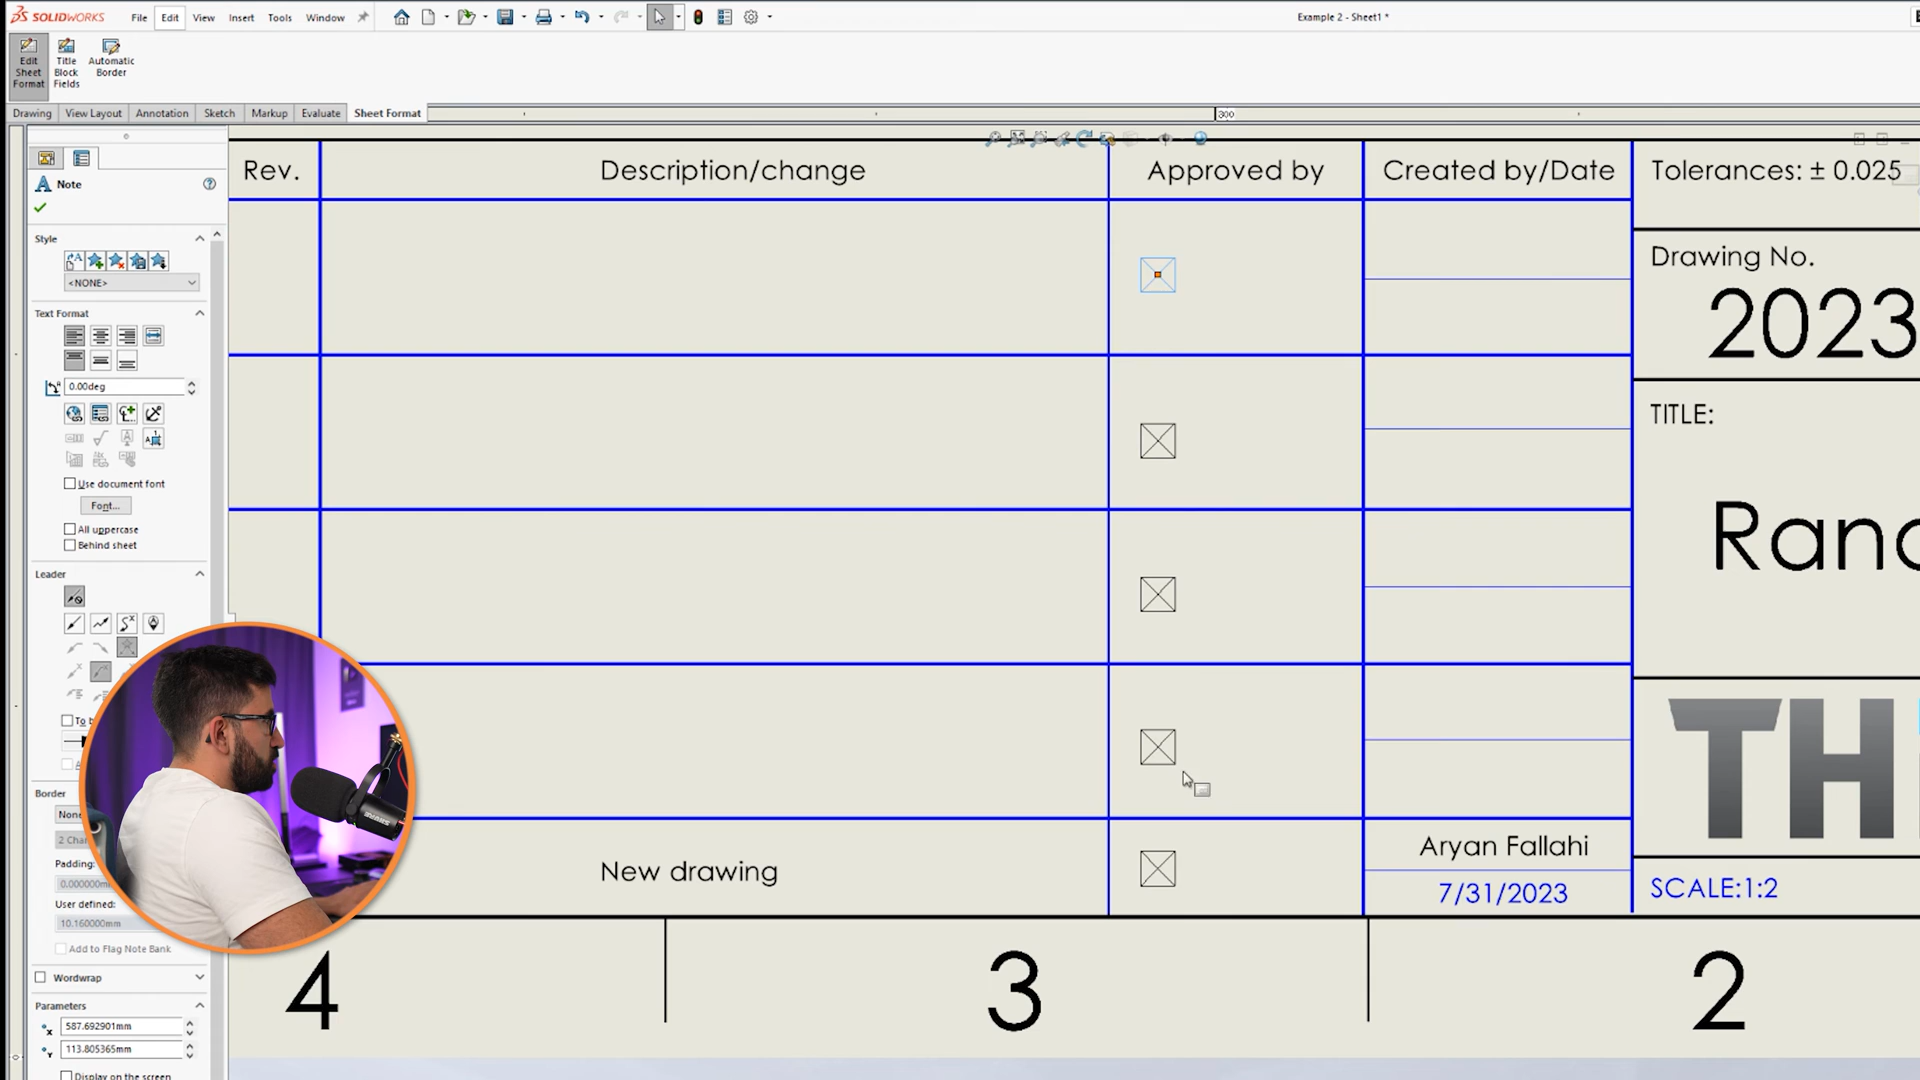 SOLIDWORKS File Edit View Insert Tools Window Example 2 - Sheet1 *
Edit Sheet Format
Title Block Fields
Automatic Border
Drawing View Layout Annotation Sketch Markup Evaluate Sheet Format 300
Note
Style
<NONE>
Text Format
0.00deg
Use document font
Font...
All uppercase
Behind sheet
Leader
Border
Padding:
User defined:
10.160000mm
Add to Flag Note Bank
Wordwrap
Parameters
587.692901mm
113.805365mm
Display on the screen
Rev. Description/change Approved by Created by/Date Tolerances: ± 0.025
Drawing No.
2023
TITLE:
New drawing
Aryan Fallahi
7/31/2023
SCALE:1:2
4 3 2